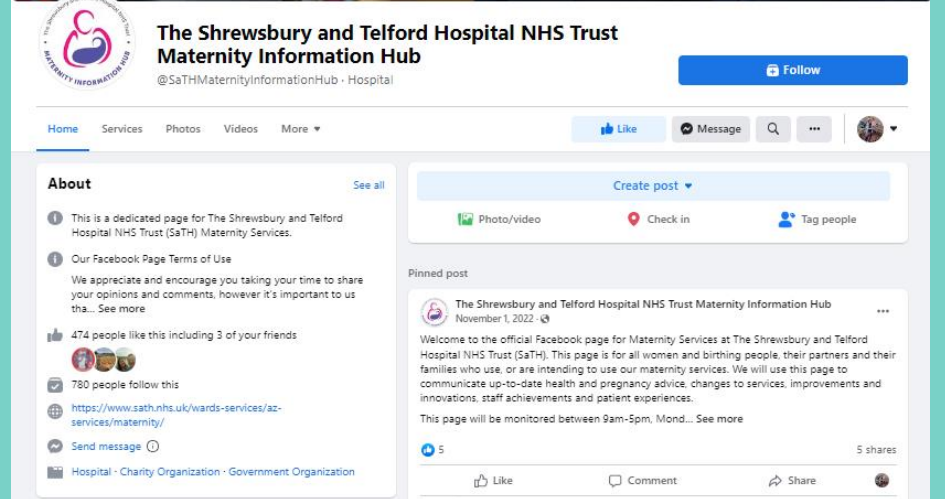 The Shrewsbury and Telford Hospital NHS Trust
Maternity Information Hub
@SaTHMaternityInformationHub · Hospital
MATERNITY INFORMATION HUB
Follow
Home Services Photos Videos More
Like Message
About See all
This is a dedicated page for The Shrewsbury and Telford
Hospital NHS Trust (SaTH) Maternity Services.
Our Facebook Page Terms of Use
We appreciate and encourage you taking your time to share
your opinions and comments, however it's important to us
tha... See more
474 people like this including 3 of your friends
780 people follow this
https://www.sath.nhs.uk/wards-services/az-
services/maternity/
Send message
Hospital · Charity Organization · Government Organization
Create post
Photo/video Check in Tag people
Pinned post
The Shrewsbury and Telford Hospital NHS Trust Maternity Information Hub
November 1, 2022 ·
Welcome to the official Facebook page for Maternity Services at The Shrewsbury and Telford
Hospital NHS Trust (SaTH). This page is for all women and birthing people, their partners and their
families who use, or are intending to use our maternity services. We will use this page to
communicate up-to-date health and pregnancy advice, changes to services, improvements and
innovations, staff achievements and patient experiences.
This page will be monitored between 9am-5pm, Mond... See more
5 5 shares
Like Comment Share